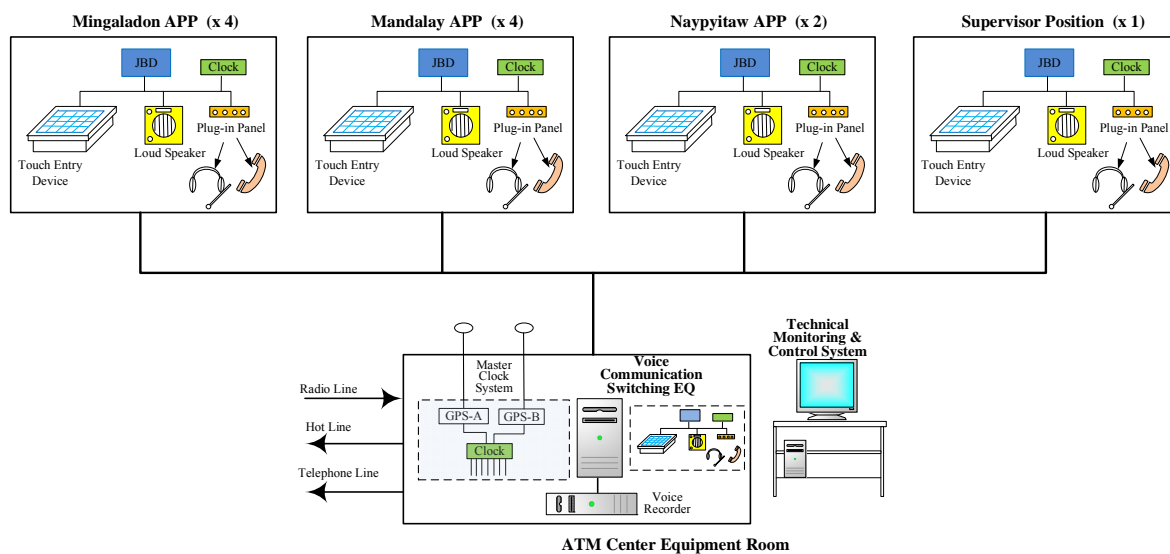 Mingaladon APP (x 4)
Mandalay APP (x 4)
Naypyitaw APP (x 2)
Supervisor Position (x 1)
JBD
Clock
Plug-in Panel
Loud Speaker
Touch Entry
Device
JBD
Clock
Plug-in Panel
Loud Speaker
Touch Entry
Device
JBD
Clock
Plug-in Panel
Loud Speaker
Touch Entry
Device
JBD
Clock
Plug-in Panel
Loud Speaker
Touch Entry
Device
Radio Line
Hot Line
Telephone Line
Master
Clock
System
GPS-A
GPS-B
Clock
Voice
Communication
Switching EQ
Voice
Recorder
Technical
Monitoring &
Control System
ATM Center Equipment Room